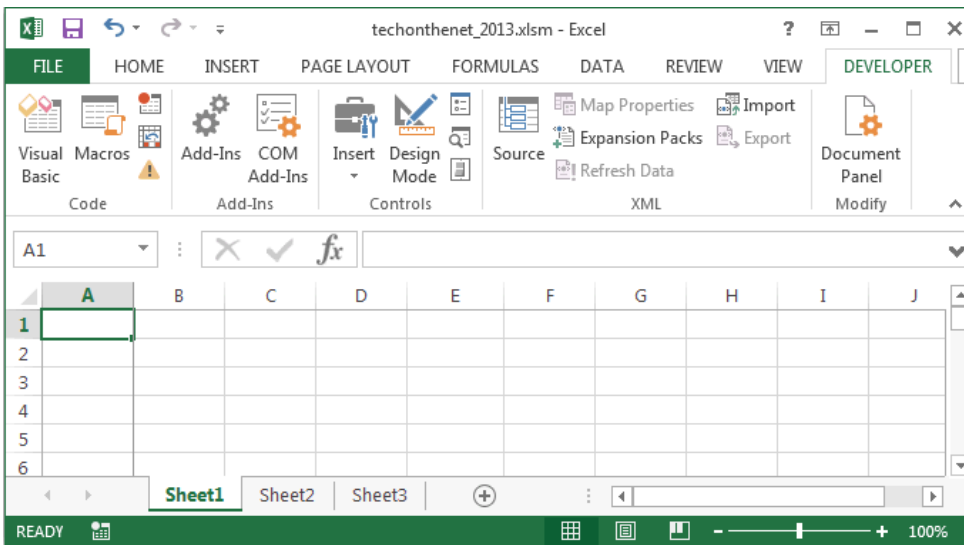 techonthenet_2013.xlsm - Excel
?
FILE HOME INSERT PAGE LAYOUT FORMULAS DATA REVIEW VIEW DEVELOPER
Visual Basic
Macros
Code
Add-Ins
COM Add-Ins
Add-Ins
Insert
Design Mode
Controls
Source
Map Properties
Expansion Packs
Refresh Data
Import
Export
XML
Document Panel
Modify
A1
fx
A B C D E F G H I J
1
2
3
4
5
6
Sheet1 Sheet2 Sheet3
READY
100%